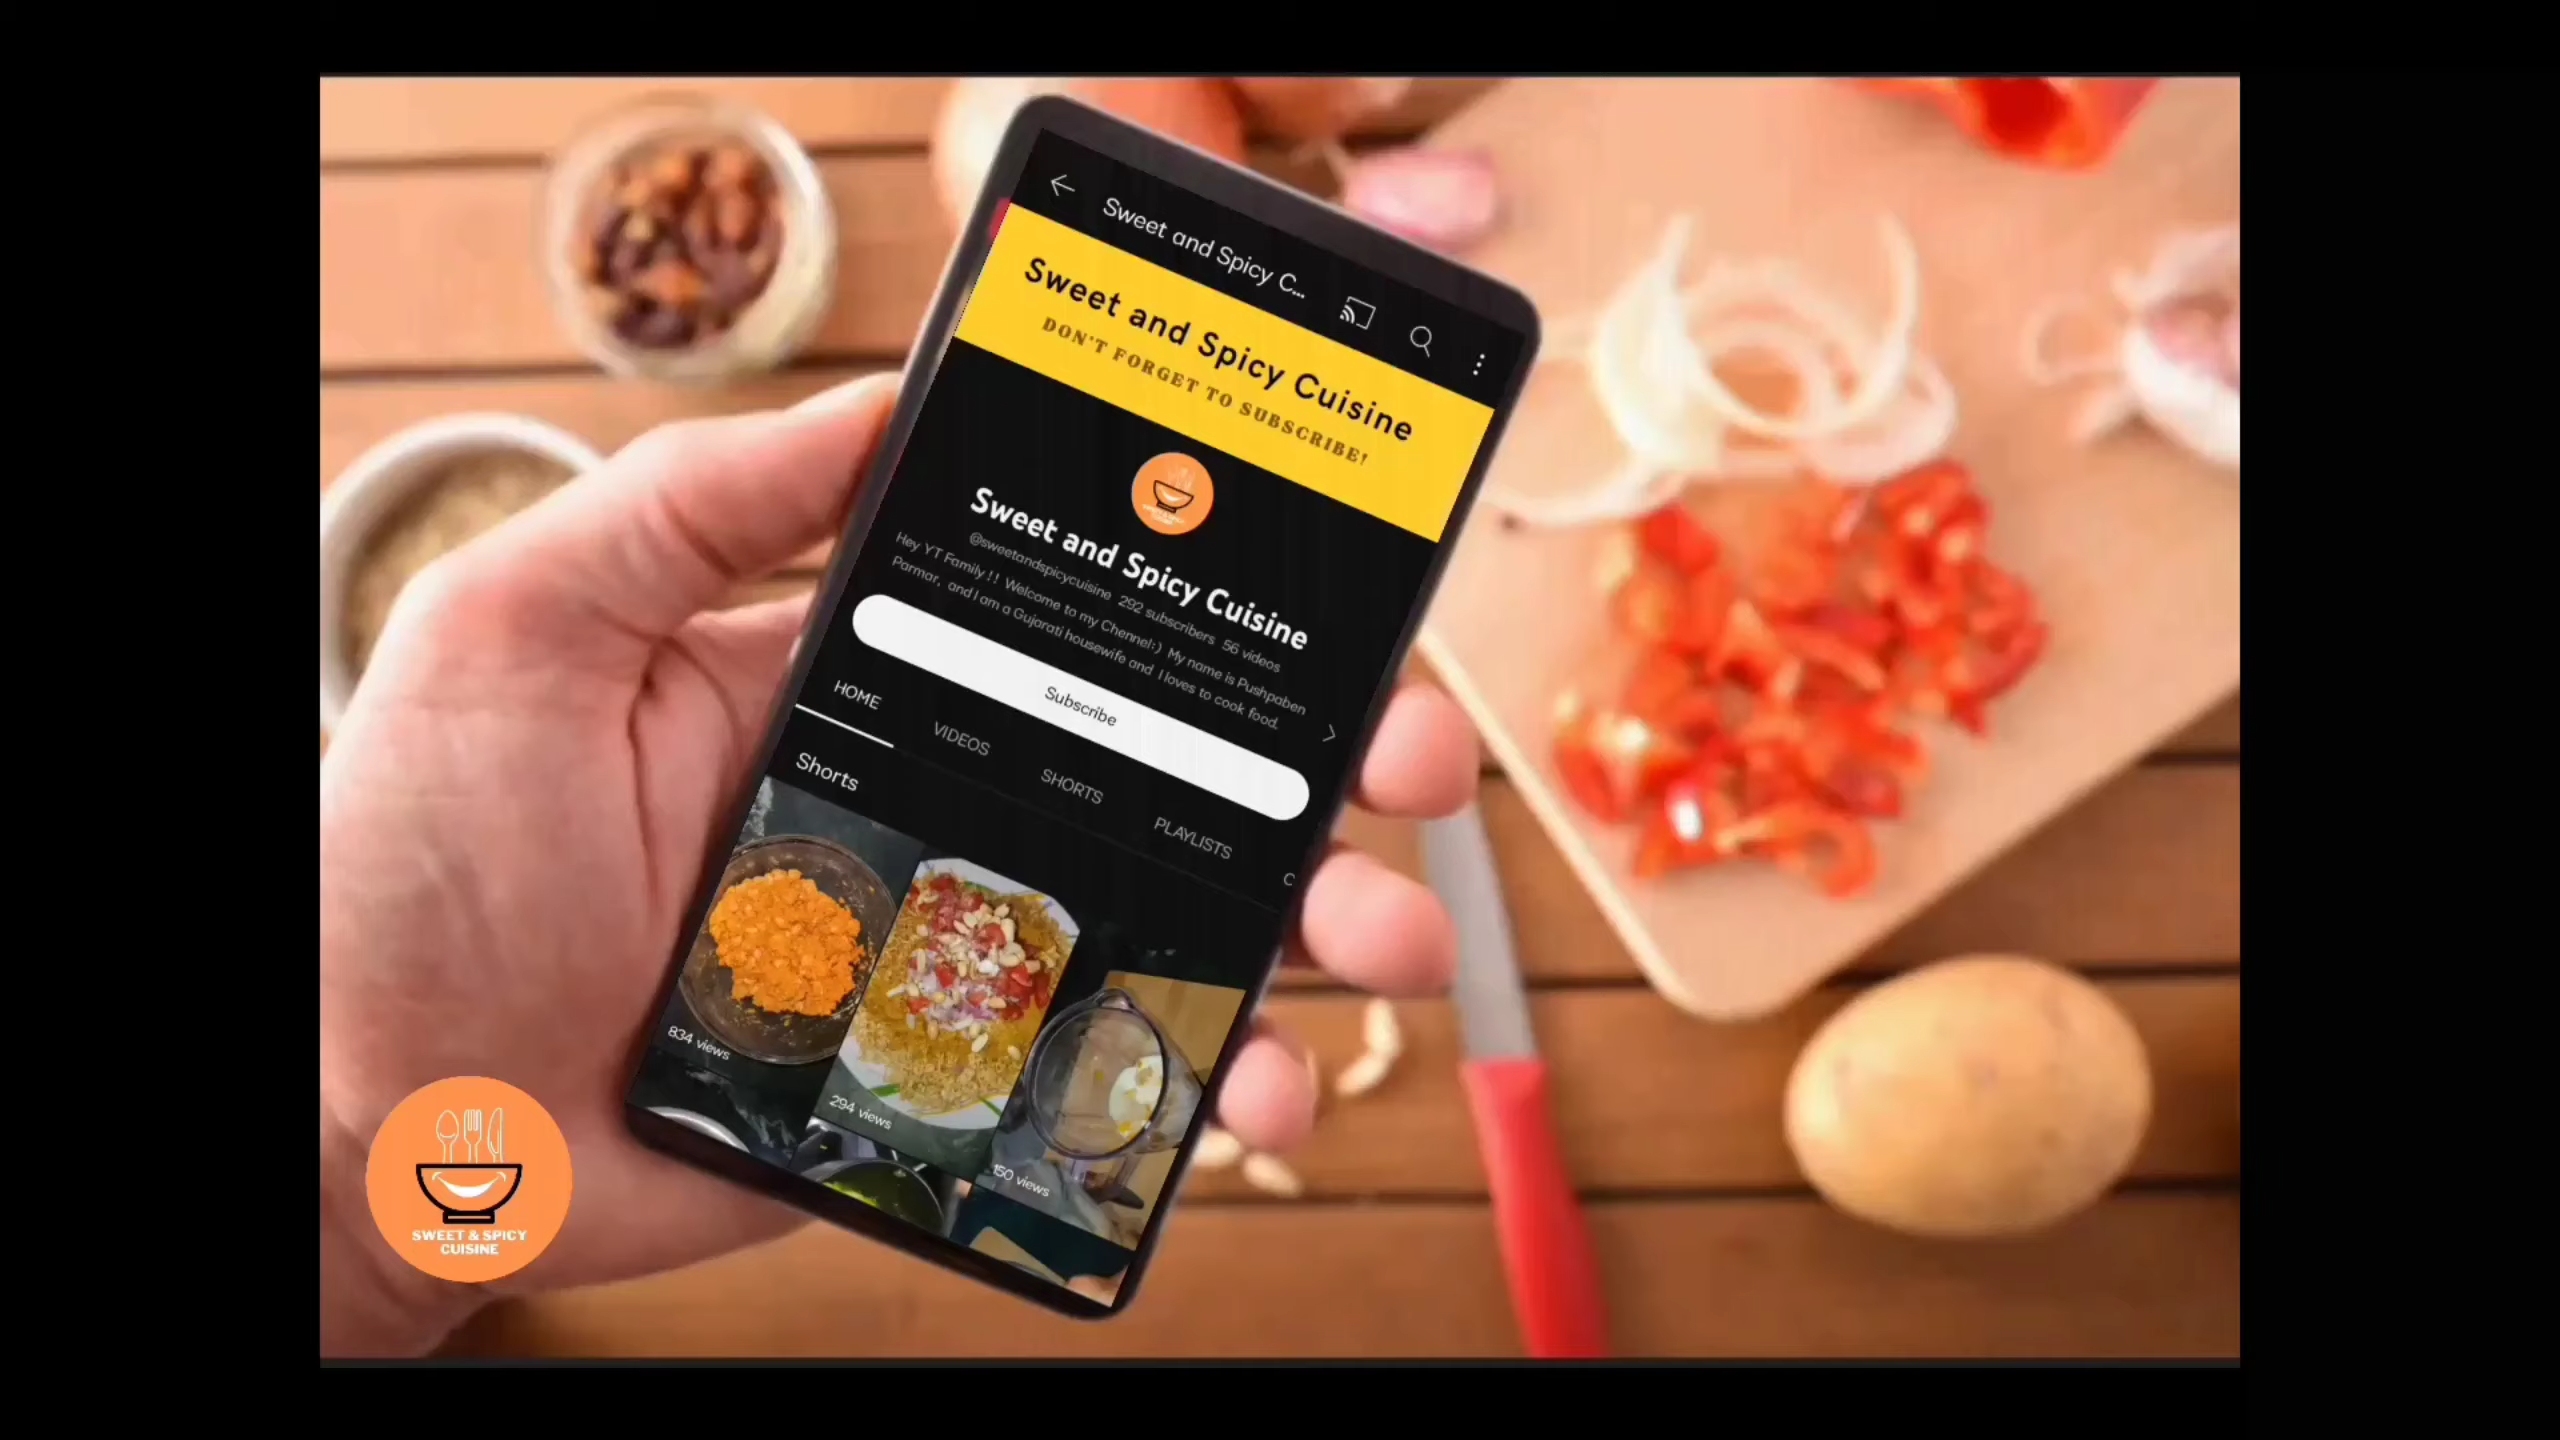 Sweet and Spicy C...
Sweet and Spicy Cuisine
DON'T FORGET TO SUBSCRIBE!
Sweet and Spicy Cuisine
@sweetandspicycuisine 292 subscribers 56 videos
Hey YT Family !! Welcome to my Chennel:) My name is Pushpaben
Parmar, and I am a Gujarati housewife and I loves to cook food.
Subscribe
HOME VIDEOS SHORTS PLAYLISTS C
Shorts
834 views
294 views
150 views
SWEET & SPICY
CUISINE